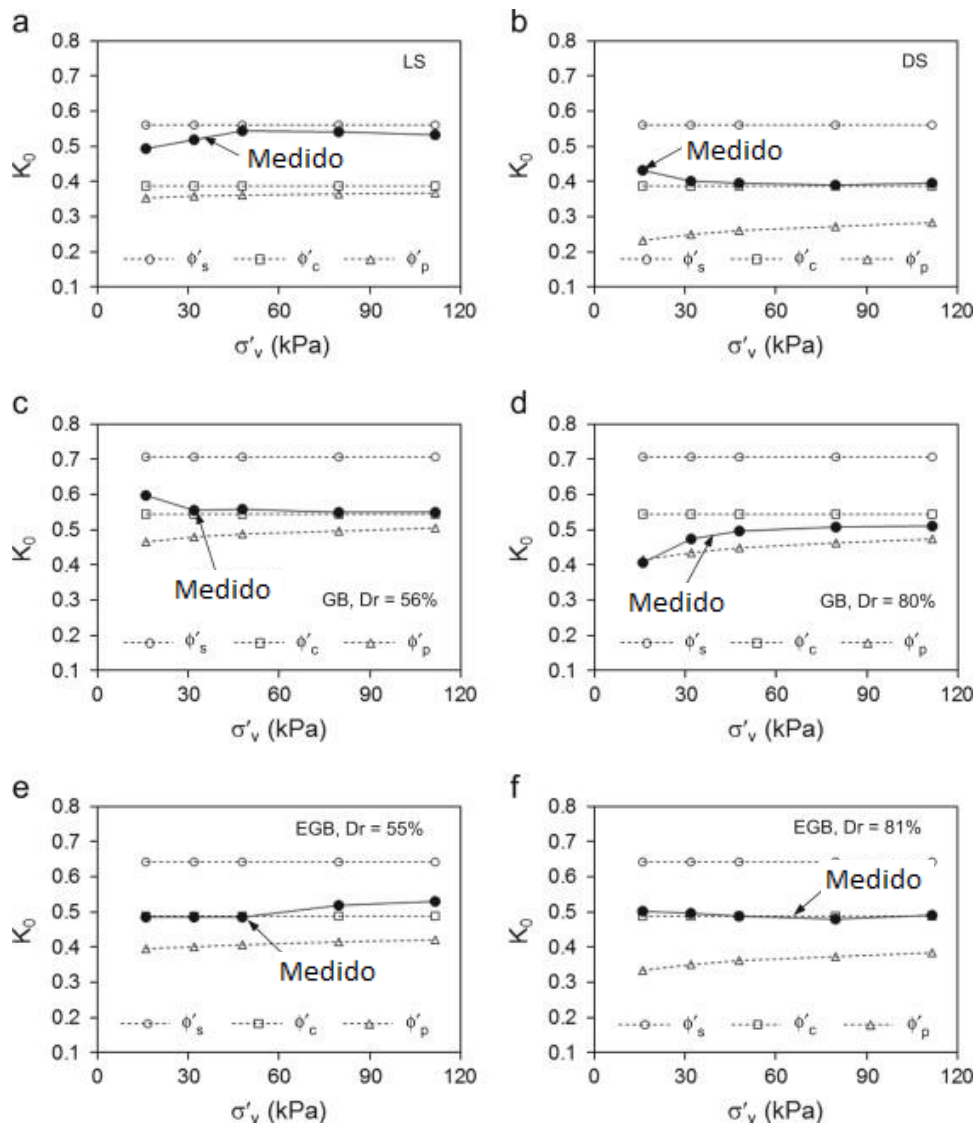 a
0.8
0.7
0.6
0.5
0.4
0.3
0.2
0.1
K₀
LS
Medido
ϕ′s ϕ′c ϕ′p
0 30 60 90 120
σ′v (kPa)
b
0.8
0.7
0.6
0.5
0.4
0.3
0.2
0.1
K₀
DS
Medido
ϕ′s ϕ′c ϕ′p
0 30 60 90 120
σ′v (kPa)
c
0.8
0.7
0.6
0.5
0.4
0.3
0.2
0.1
K₀
Medido
GB, Dr = 56%
ϕ′s ϕ′c ϕ′p
0 30 60 90 120
σ′v (kPa)
d
0.8
0.7
0.6
0.5
0.4
0.3
0.2
0.1
K₀
Medido
GB, Dr = 80%
ϕ′s ϕ′c ϕ′p
0 30 60 90 120
σ′v (kPa)
e
0.8
0.7
0.6
0.5
0.4
0.3
0.2
0.1
K₀
EGB, Dr = 55%
Medido
ϕ′s ϕ′c ϕ′p
0 30 60 90 120
σ′v (kPa)
f
0.8
0.7
0.6
0.5
0.4
0.3
0.2
0.1
K₀
EGB, Dr = 81%
Medido
ϕ′s ϕ′c ϕ′p
0 30 60 90 120
σ′v (kPa)